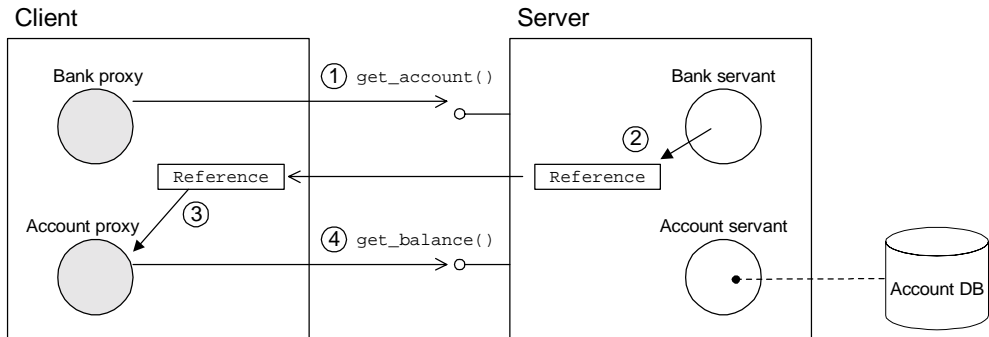 Client
Server
Bank proxy
1 get_account()
Bank servant
2
Reference
Reference
3
Account proxy
4 get_balance()
Account servant
Account DB